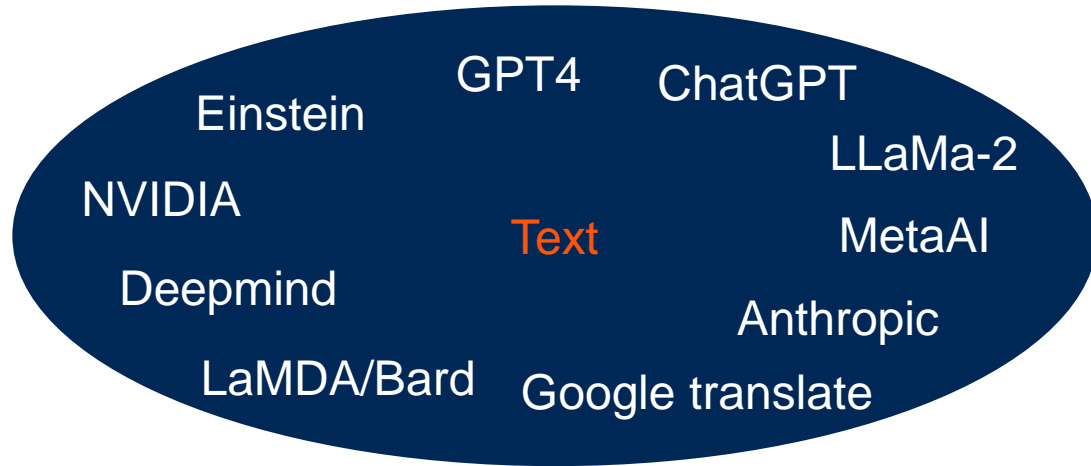 GPT4
ChatGPT
Einstein
LLaMa-2
NVIDIA
Text
MetaAI
Deepmind
Anthropic
LaMDA/Bard
Google translate